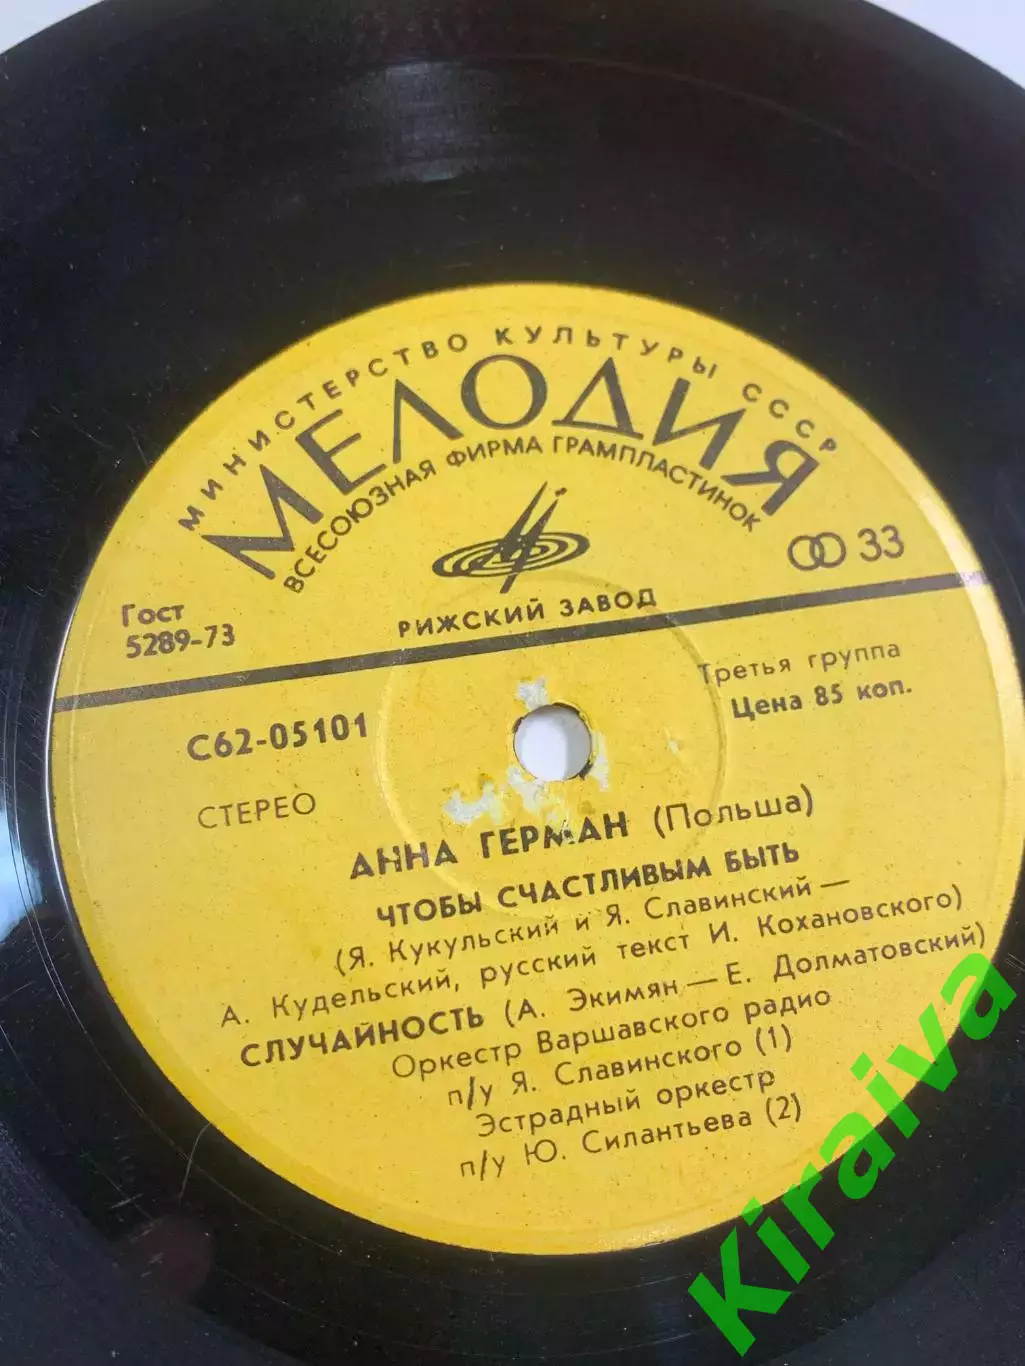 МИНИСТЕРСТВО КУЛЬТУРЫ СССР
МЕЛОДИЯ
ВСЕСОЮЗНАЯ ФИРМА ГРАМПЛАСТИНОК
33
Гост
5289-73
РИЖСКИЙ ЗАВОД
Третья группа
Цена 85 коп.
С62-05101
СТЕРЕО
АННА ГЕРМАН (Польша)
ЧТОБЫ СЧАСТЛИВЫМ БЫТЬ
(Я. Кукульский и Я. Славинский —
А. Кудельский, русский текст И. Кохановского)
СЛУЧАЙНОСТЬ (А. Экимян — Е. Долматовский)
Оркестр Варшавского радио
п/у Я. Славинского (1)
Эстрадный оркестр
п/у Ю. Силантьева (2)
Kiraiva